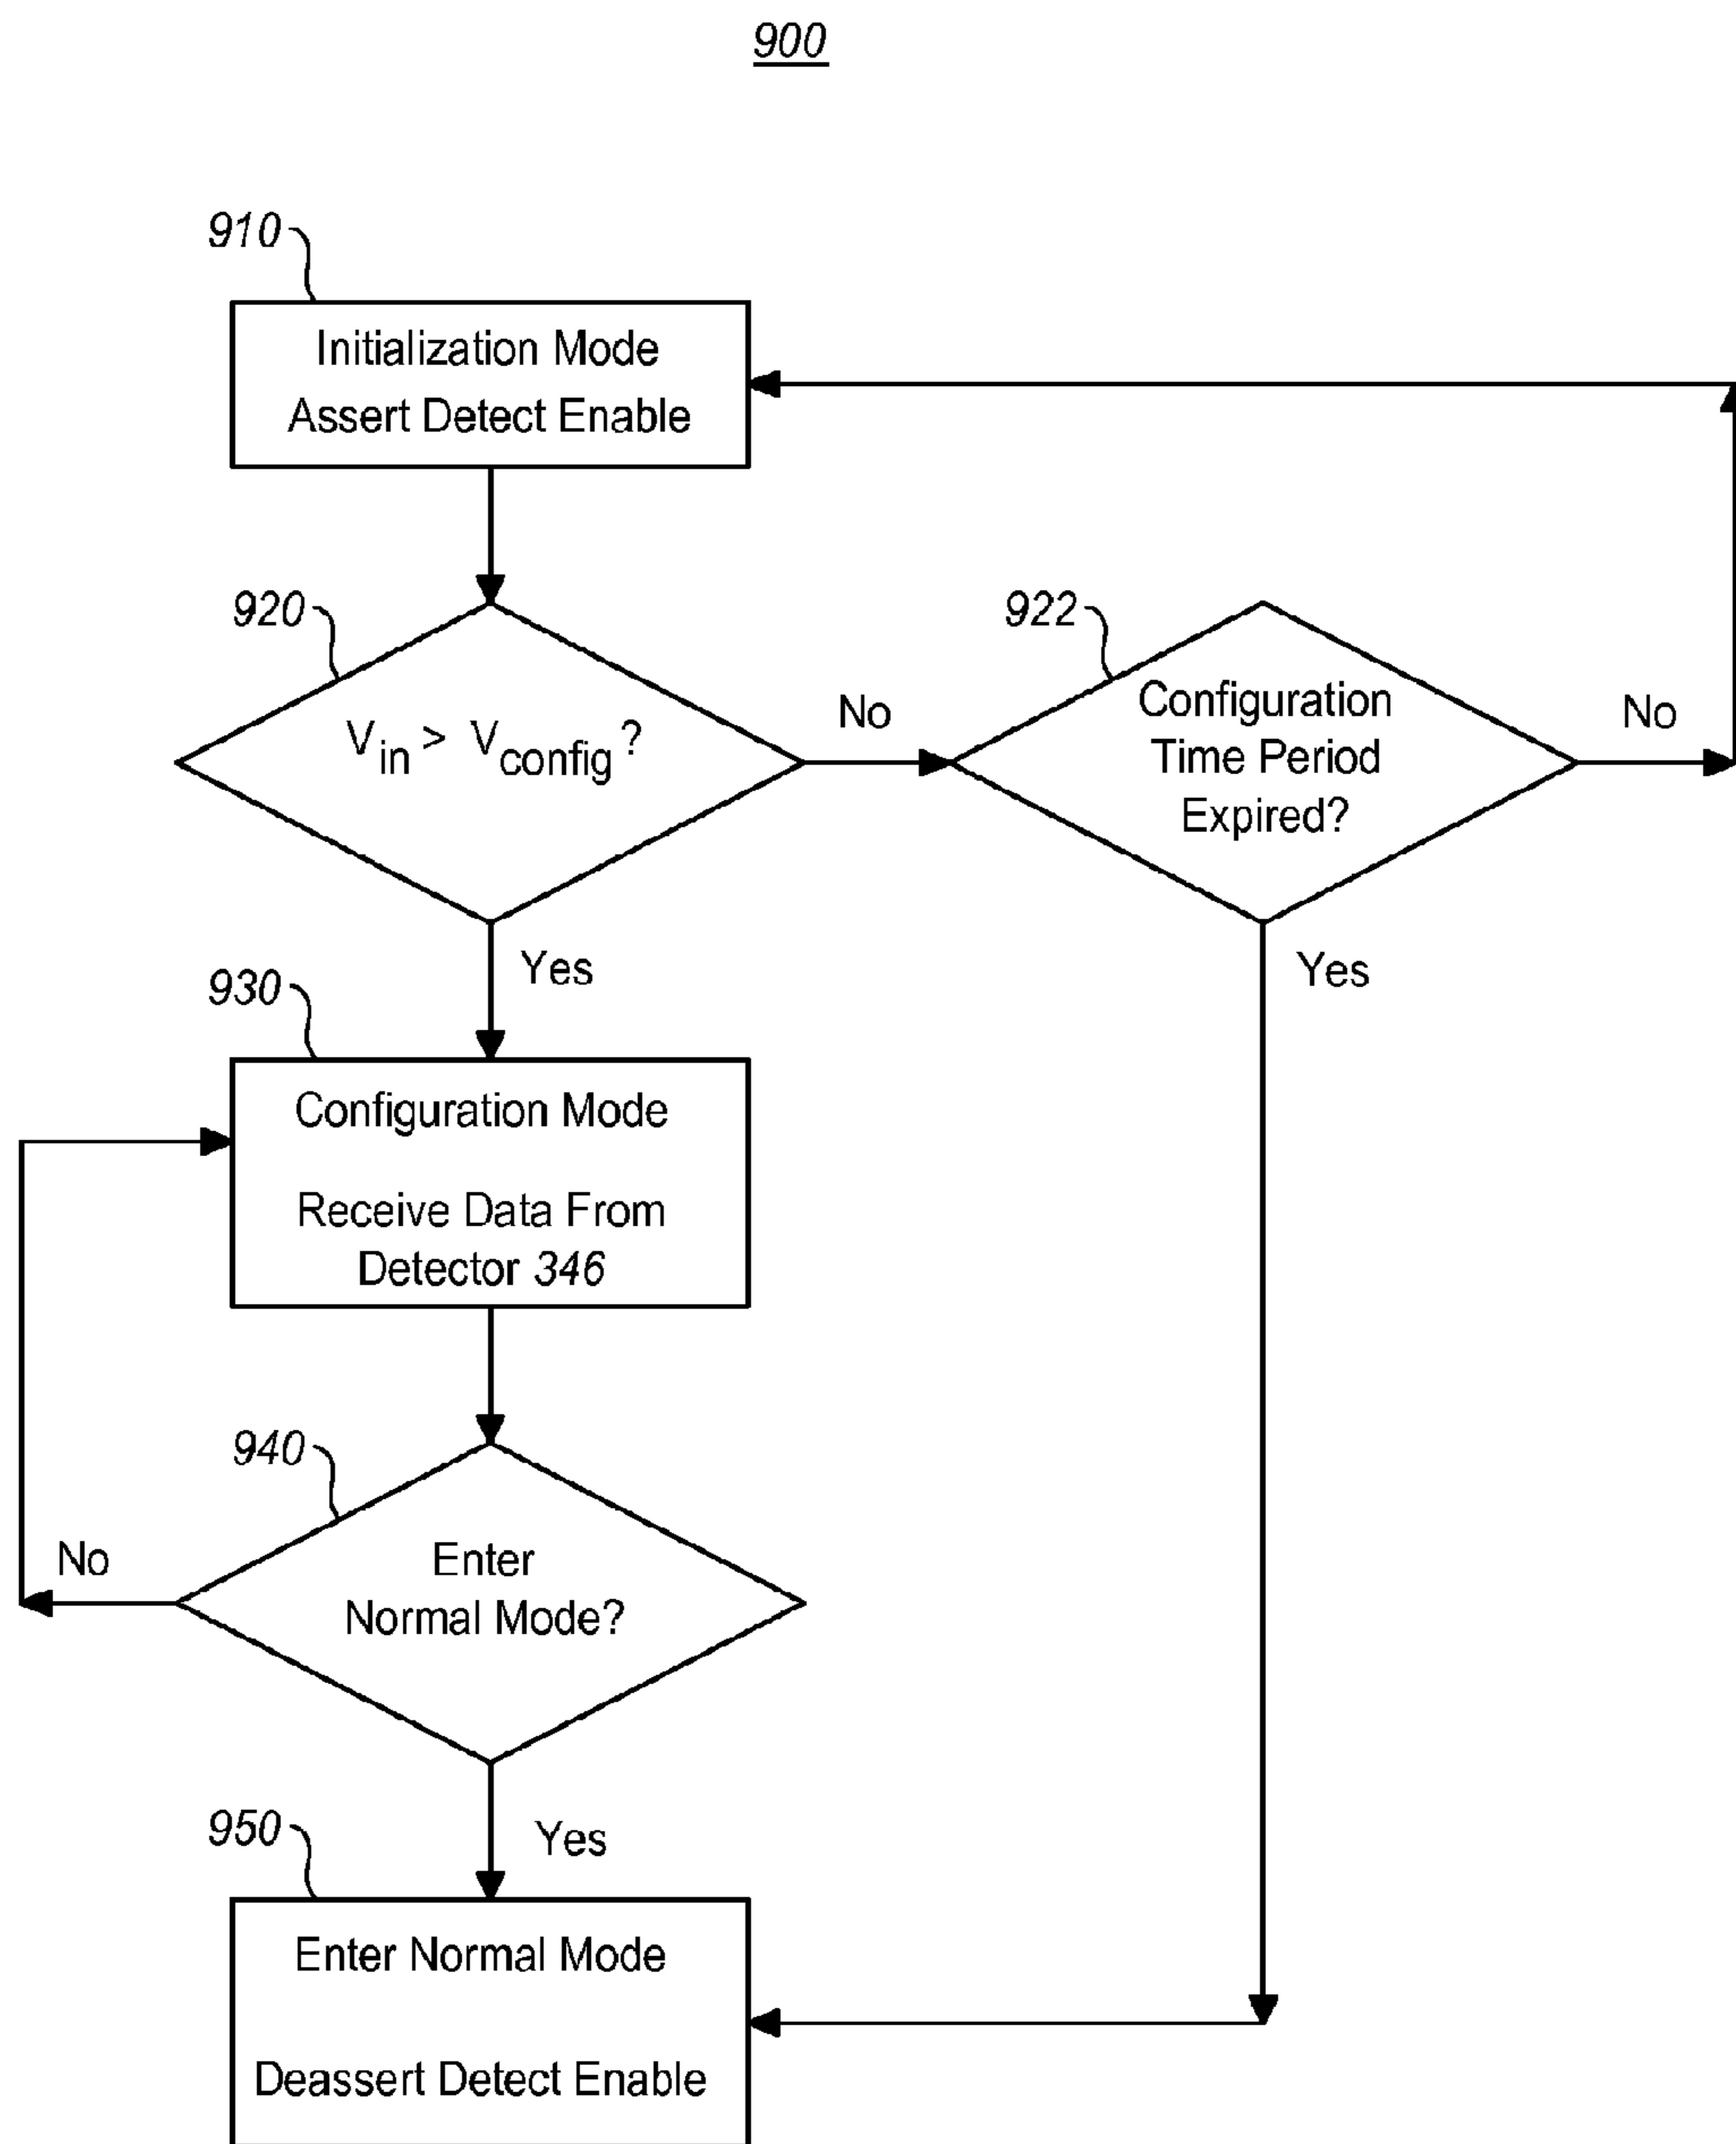 900
910
Initialization Mode
Assert Detect Enable
920
Vin > Vconfig ?
No
922
Configuration
Time Period
Expired?
No
Yes
Yes
930
Configuration Mode
Receive Data From
Detector 346
940
Enter
Normal Mode?
No
Yes
950
Enter Normal Mode
Deassert Detect Enable